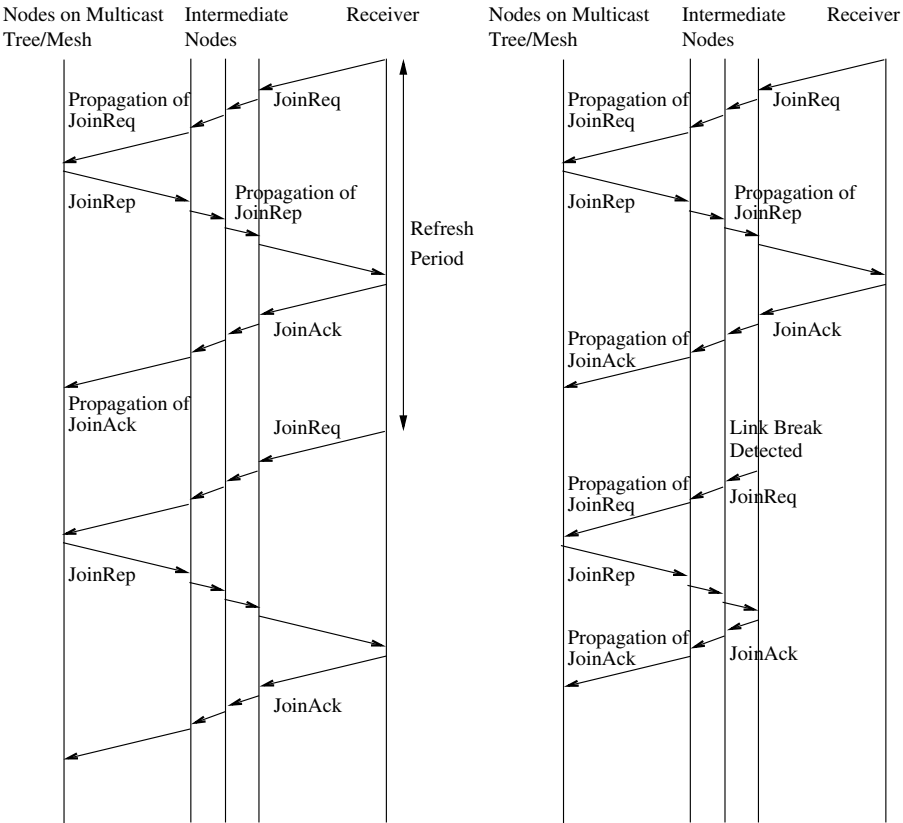 Nodes on Multicast
Tree/Mesh
Intermediate
Nodes
Receiver
Propagation of
JoinReq
JoinReq
JoinRep
Propagation of
JoinRep
Refresh
Period
JoinAck
Propagation of
JoinAck
JoinReq
JoinRep
JoinAck
Nodes on Multicast
Tree/Mesh
Intermediate
Nodes
Receiver
Propagation of
JoinReq
JoinReq
JoinRep
Propagation of
JoinRep
JoinAck
Propagation of
JoinAck
Link Break
Detected
Propagation of
JoinReq
JoinReq
JoinRep
Propagation of
JoinAck
JoinAck